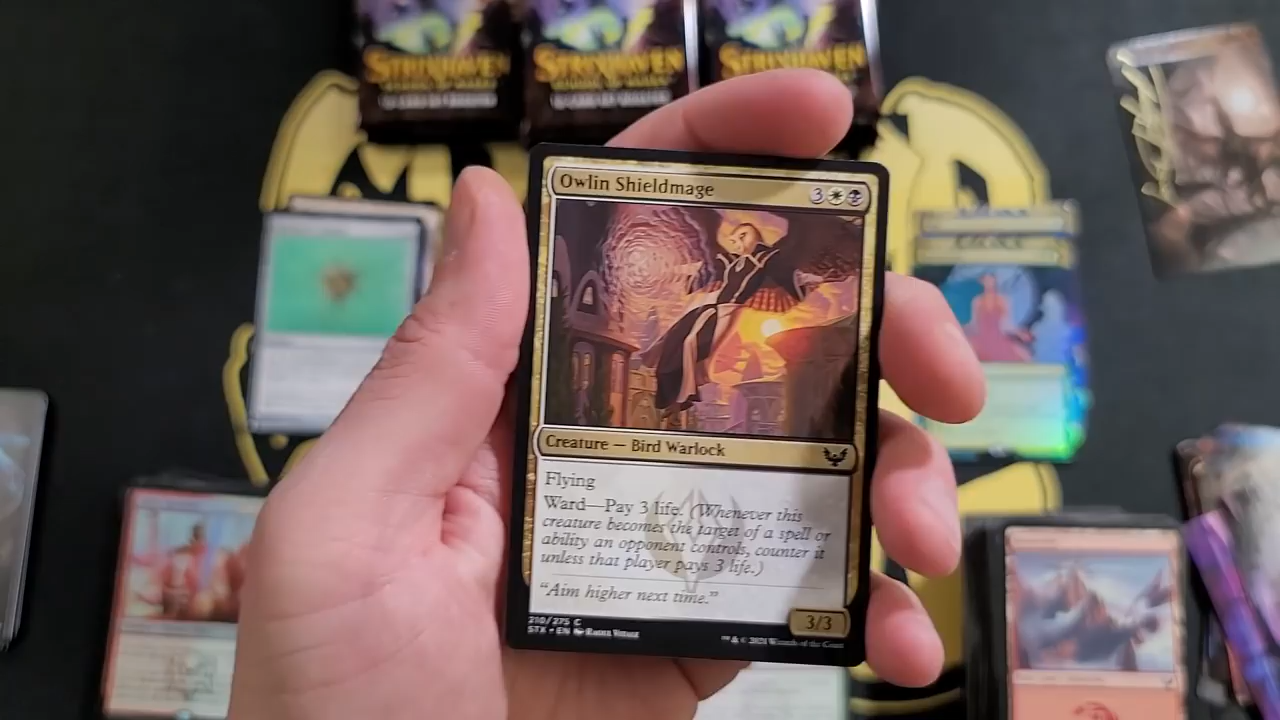 STRIXHAVEN
STRIXHAVEN
STRIXHAVEN
Owlin Shieldmage
3
Creature — Bird Warlock
Flying
Ward—Pay 3 life. (Whenever this
creature becomes the target of a spell or
ability an opponent controls, counter it
unless that player pays 3 life.)
“Aim higher next time.”
3/3
210/275 C
STX • EN
™ & © 2021 Wizards of the Coast